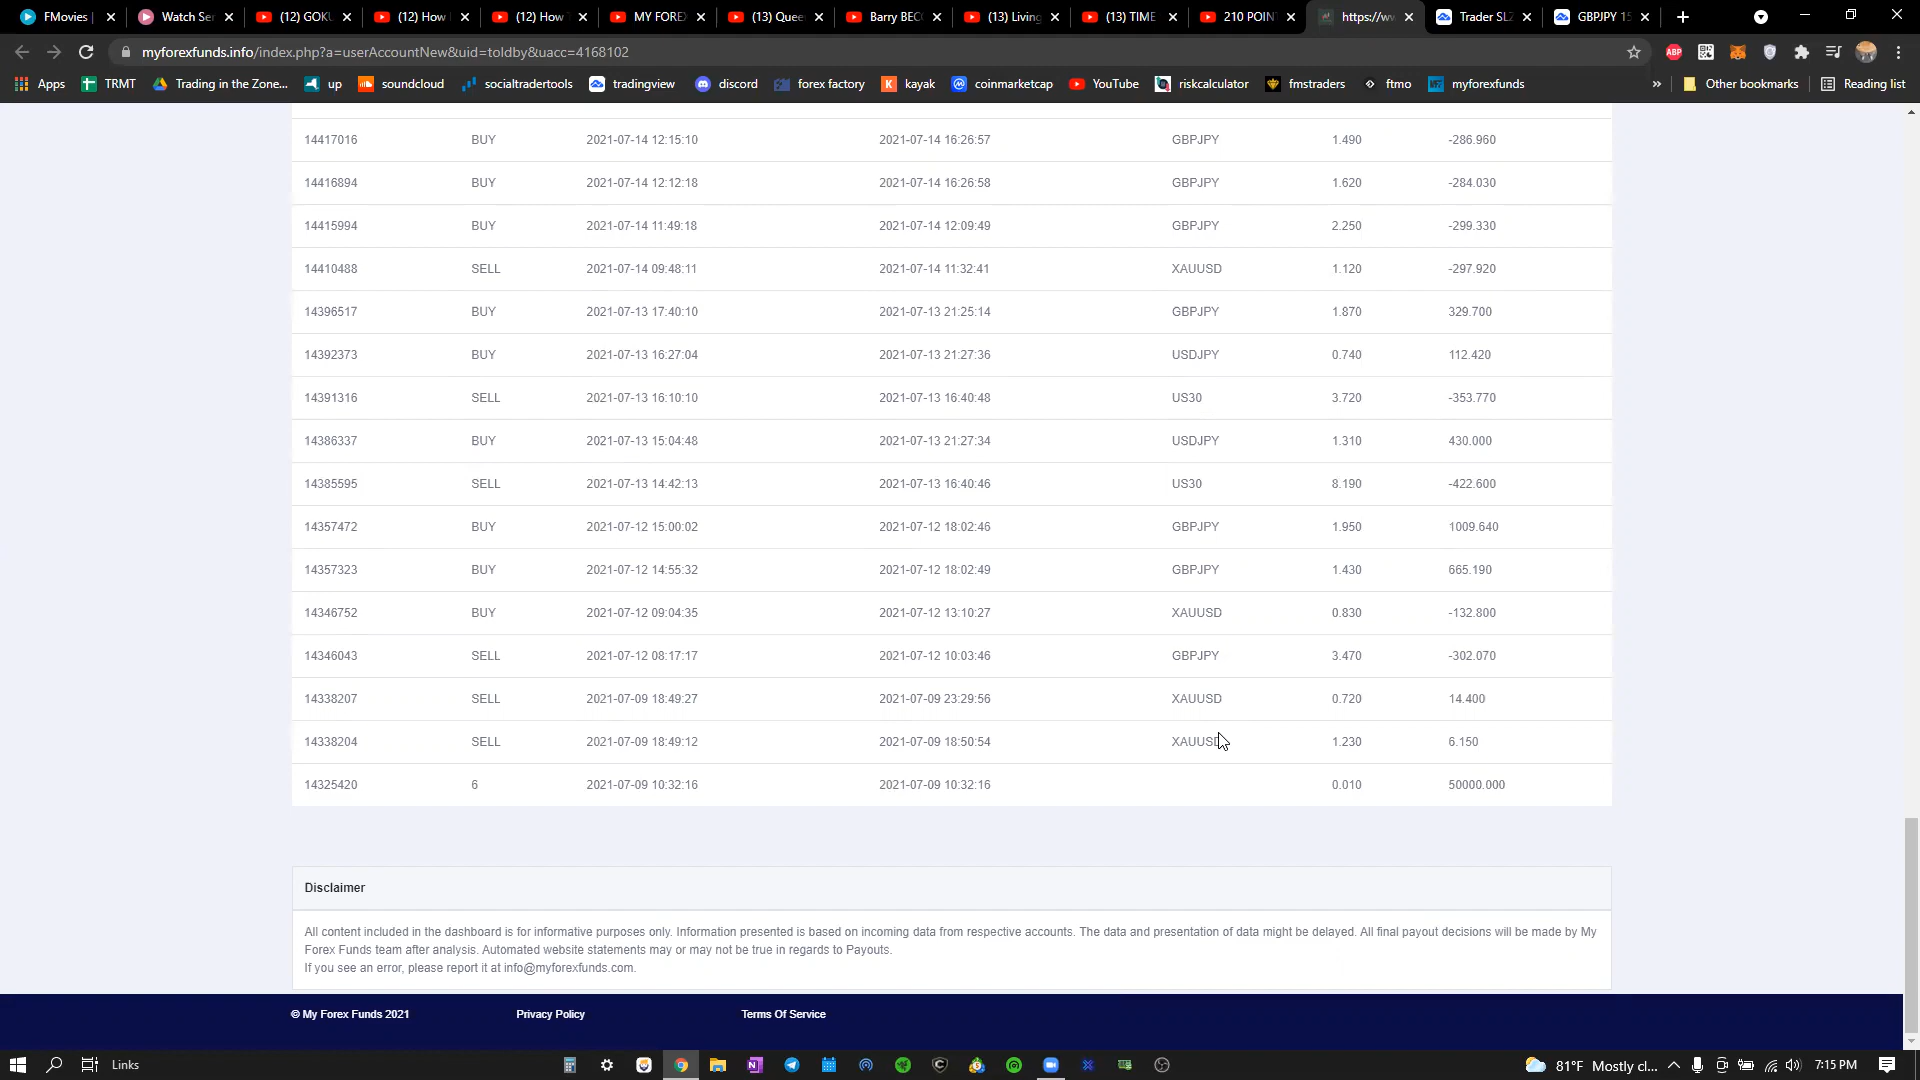 FMovies
Watch Se
(12) GOKU
(12) How
(12) How
MY FORE
(13) Quee
Barry BEC
(13) Living
(13) TIME
210 POIN
https://ww
Trader SLZ
GBPJPY 15
myforexfunds.info/index.php?a=userAccountNew&uid=toldby&uacc=4168102
ABP
Apps TRMT Trading in the Zone... up soundcloud socialtradertools tradingview discord forex factory kayak coinmarketcap YouTube riskcalculator fmstraders ftmo myforexfunds » Other bookmarks Reading list
14417016 BUY 2021-07-14 12:15:10 2021-07-14 16:26:57 GBPJPY 1.490 -286.960
14416894 BUY 2021-07-14 12:12:18 2021-07-14 16:26:58 GBPJPY 1.620 -284.030
14415994 BUY 2021-07-14 11:49:18 2021-07-14 12:09:49 GBPJPY 2.250 -299.330
14410488 SELL 2021-07-14 09:48:11 2021-07-14 11:32:41 XAUUSD 1.120 -297.920
14396517 BUY 2021-07-13 17:40:10 2021-07-13 21:25:14 GBPJPY 1.870 329.700
14392373 BUY 2021-07-13 16:27:04 2021-07-13 21:27:36 USDJPY 0.740 112.420
14391316 SELL 2021-07-13 16:10:10 2021-07-13 16:40:48 US30 3.720 -353.770
14386337 BUY 2021-07-13 15:04:48 2021-07-13 21:27:34 USDJPY 1.310 430.000
14385595 SELL 2021-07-13 14:42:13 2021-07-13 16:40:46 US30 8.190 -422.600
14357472 BUY 2021-07-12 15:00:02 2021-07-12 18:02:46 GBPJPY 1.950 1009.640
14357323 BUY 2021-07-12 14:55:32 2021-07-12 18:02:49 GBPJPY 1.430 665.190
14346752 BUY 2021-07-12 09:04:35 2021-07-12 13:10:27 XAUUSD 0.830 -132.800
14346043 SELL 2021-07-12 08:17:17 2021-07-12 10:03:46 GBPJPY 3.470 -302.070
14338207 SELL 2021-07-09 18:49:27 2021-07-09 23:29:56 XAUUSD 0.720 14.400
14338204 SELL 2021-07-09 18:49:12 2021-07-09 18:50:54 XAUUSD 1.230 6.150
14325420 6 2021-07-09 10:32:16 2021-07-09 10:32:16 0.010 50000.000
Disclaimer
All content included in the dashboard is for informative purposes only. Information presented is based on incoming data from respective accounts. The data and presentation of data might be delayed. All final payout decisions will be made by My
Forex Funds team after analysis. Automated website statements may or may not be true in regards to Payouts.
If you see an error, please report it at info@myforexfunds.com.
© My Forex Funds 2021 Privacy Policy Terms Of Service
Links
81°F Mostly cl...
7:15 PM